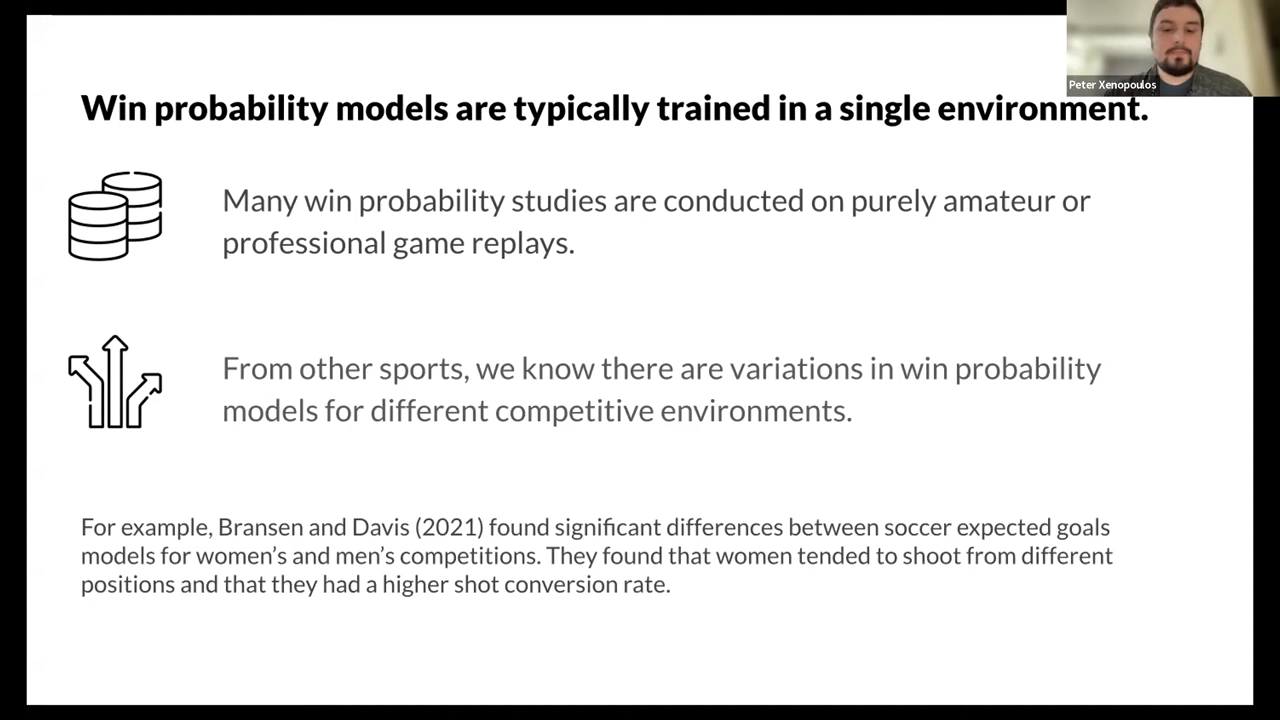 Peter Xenopoulos
Win probability models are typically trained in a single environment.
Many win probability studies are conducted on purely amateur or
professional game replays.
From other sports, we know there are variations in win probability
models for different competitive environments.
For example, Bransen and Davis (2021) found significant differences between soccer expected goals
models for women’s and men’s competitions. They found that women tended to shoot from different
positions and that they had a higher shot conversion rate.